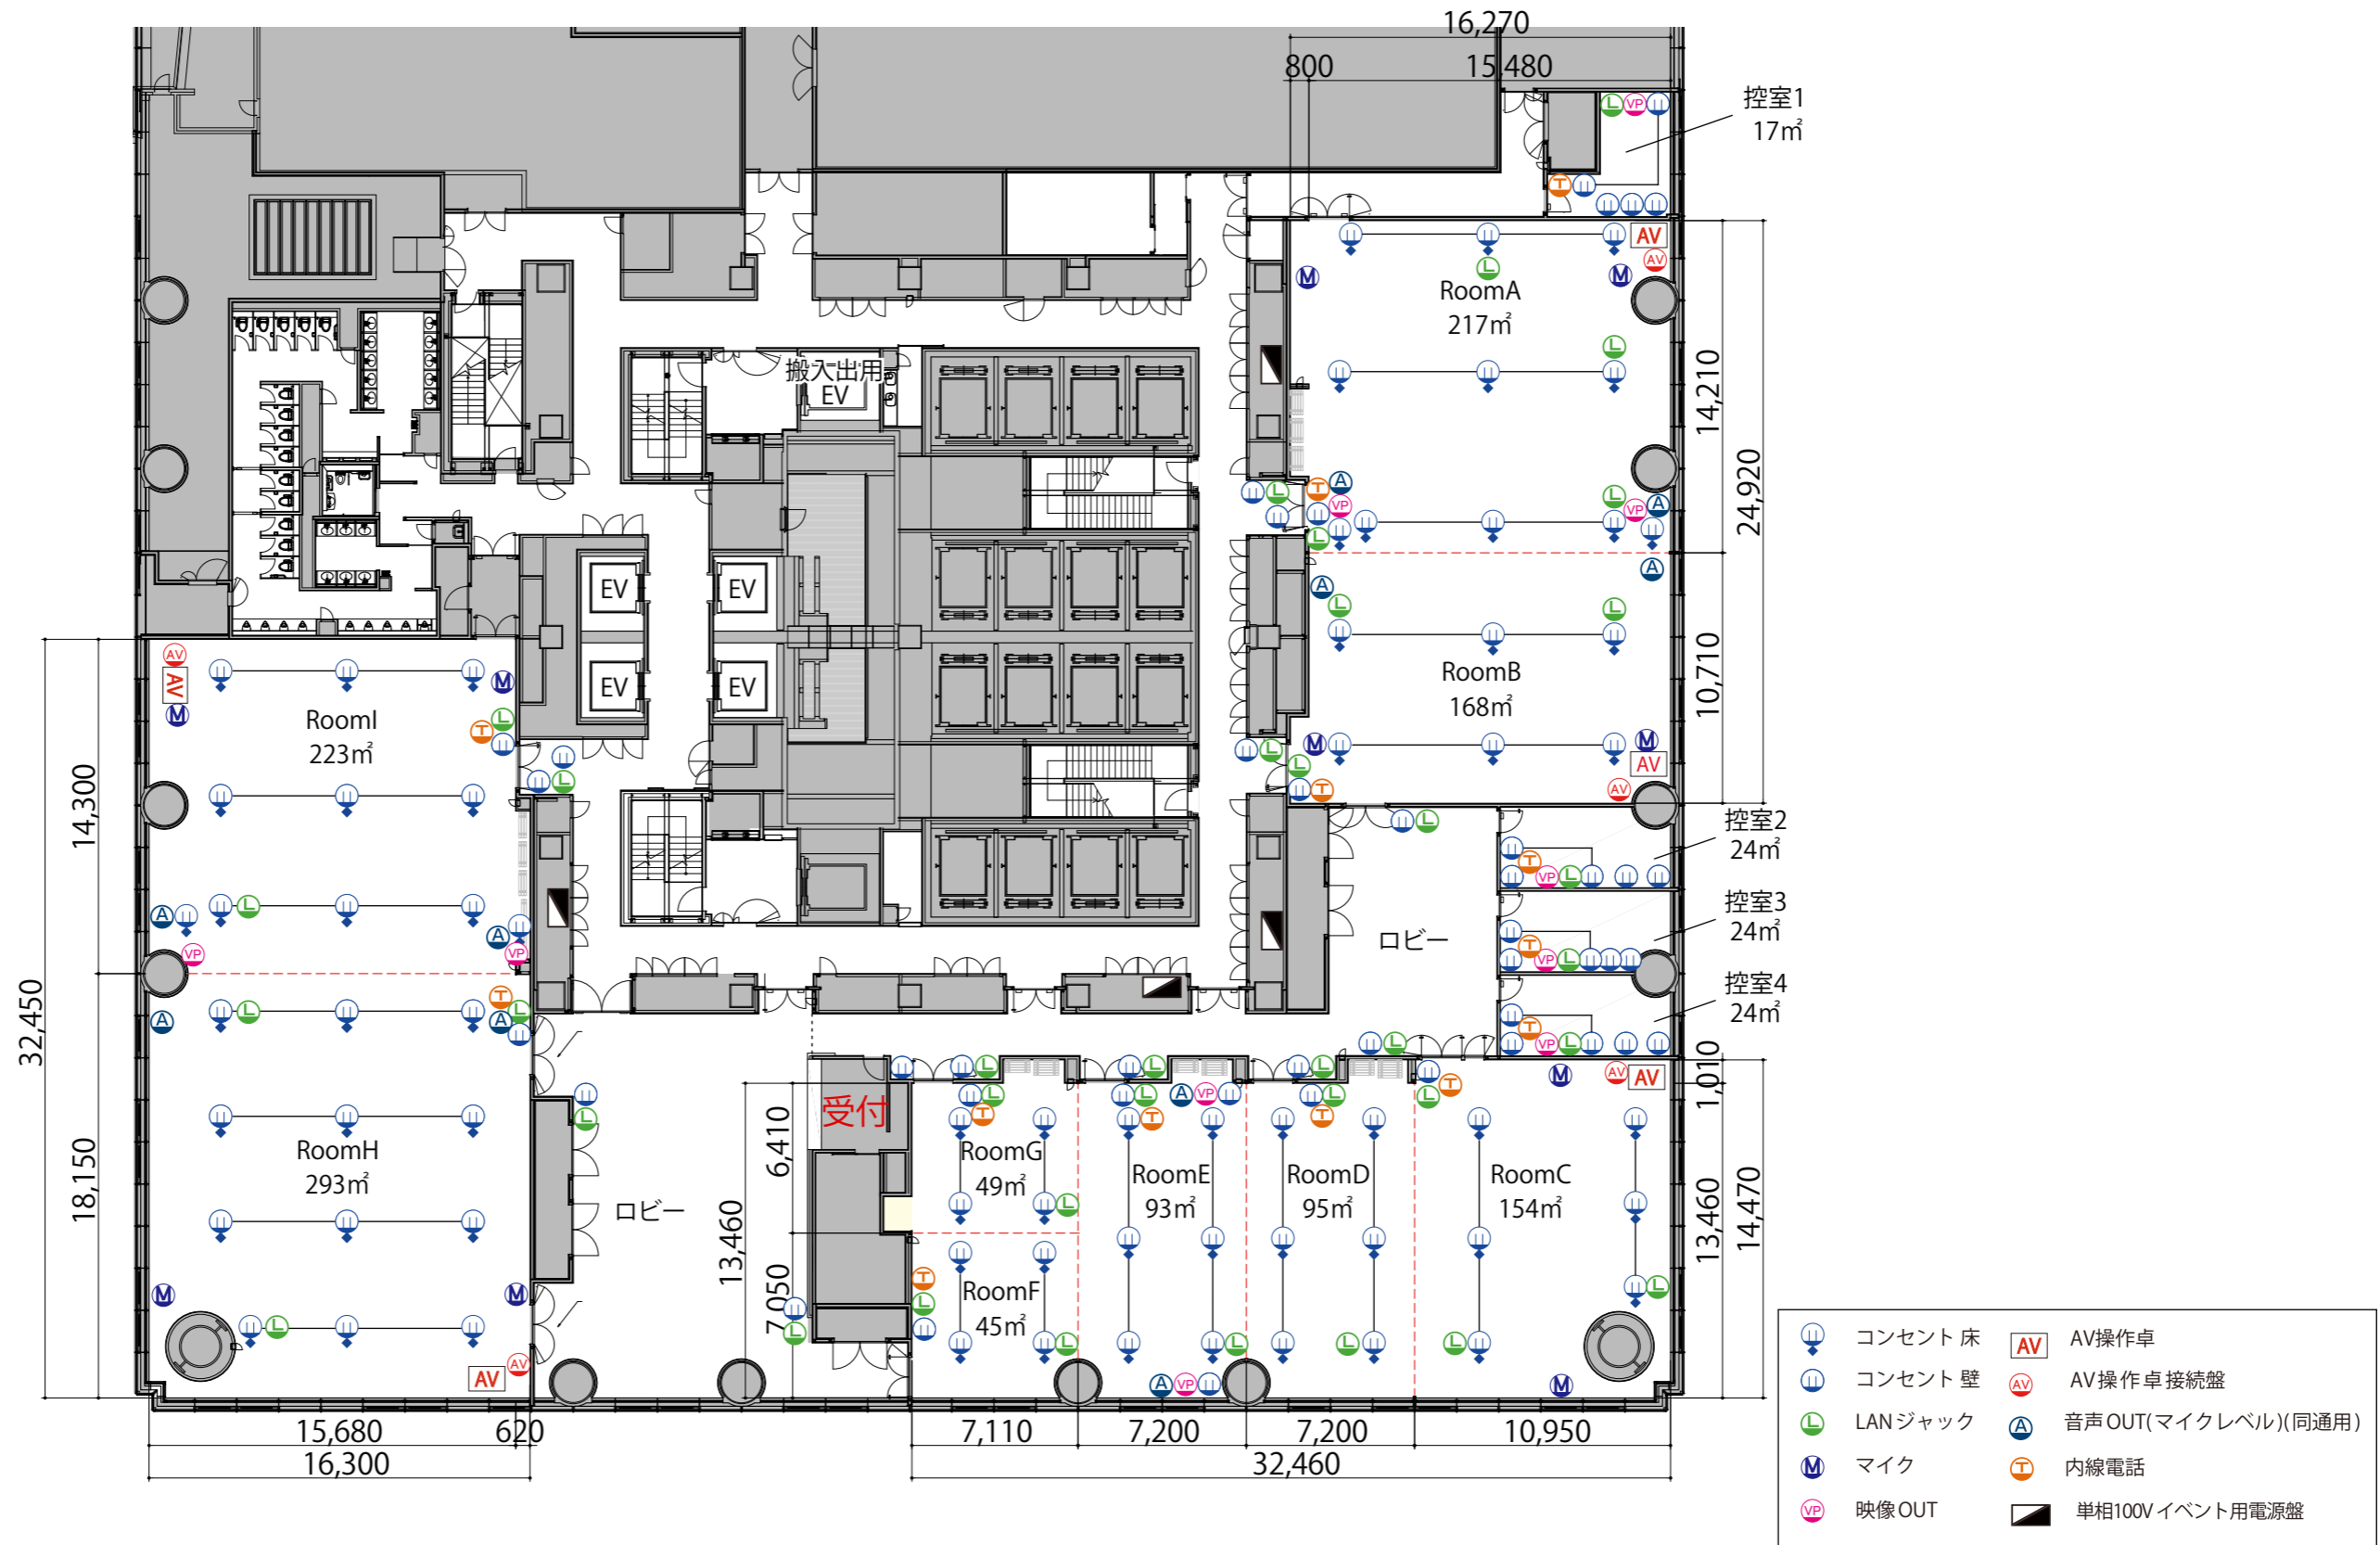 16,270
800
15,480
控室1
17㎡
RoomA
217㎡
14,210
24,920
搬入出用
EV
EV
EV
EV
EV
RoomB
168㎡
10,710
RoomI
223㎡
14,300
32,450
控室2
24㎡
控室3
24㎡
控室4
24㎡
ロビー
1,010
受付
6,410
RoomG
49㎡
RoomE
93㎡
RoomD
95㎡
RoomC
154㎡
RoomH
293㎡
18,150
ロビー
13,460
7,050
RoomF
45㎡
13,460
14,470
15,680
620
16,300
7,110
7,200
7,200
10,950
32,460
コンセント 床
AV
AV操作卓
コンセント 壁
AV
AV操作卓接続盤
L
LANジャック
A
音声OUT(マイクレベル)(同通用)
M
マイク
T
内線電話
VP
映像OUT
単相100Vイベント用電源盤